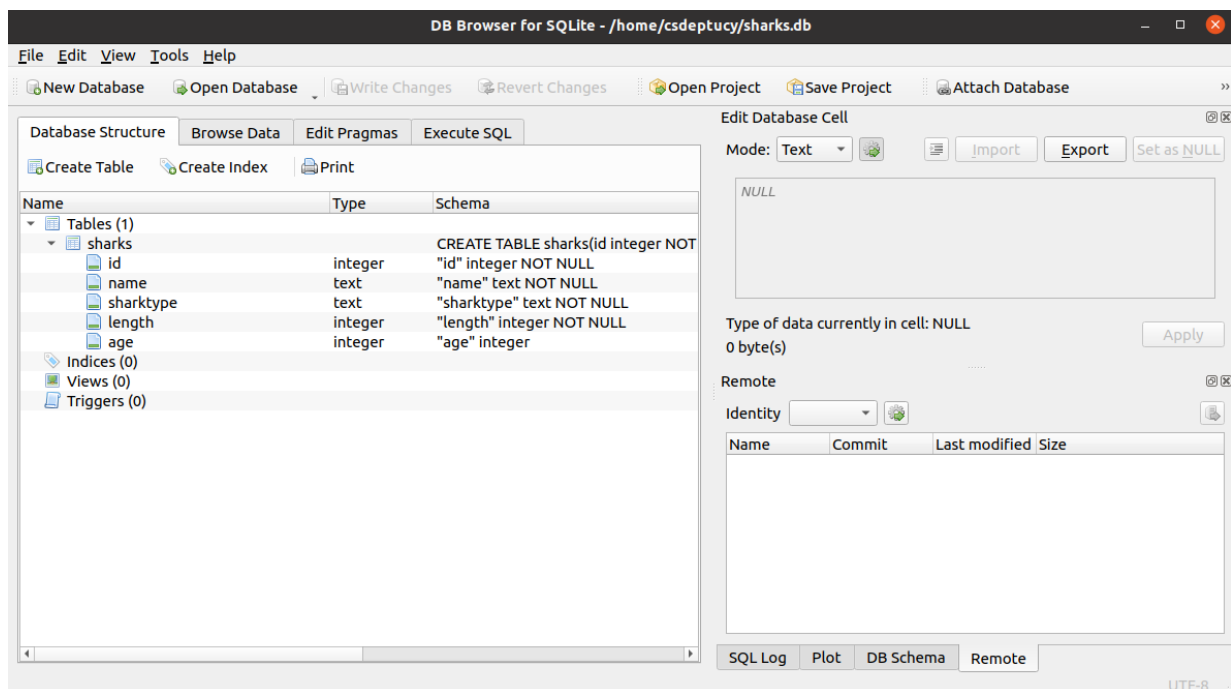 DB Browser for SQLite - /home/csdeptucy/sharks.db
File Edit View Tools Help
New Database Open Database Write Changes Revert Changes Open Project Save Project Attach Database »
Database Structure Browse Data Edit Pragmas Execute SQL
Create Table Create Index Print
Name Type Schema
Tables (1)
sharks CREATE TABLE sharks(id integer NOT
id integer "id" integer NOT NULL
name text "name" text NOT NULL
sharktype text "sharktype" text NOT NULL
length integer "length" integer NOT NULL
age integer "age" integer
Indices (0)
Views (0)
Triggers (0)
Edit Database Cell
Mode: Text Import Export Set as NULL
NULL
Type of data currently in cell: NULL
0 byte(s)
Apply
Remote
Identity
Name Commit Last modified Size
SQL Log Plot DB Schema Remote
UTF-8